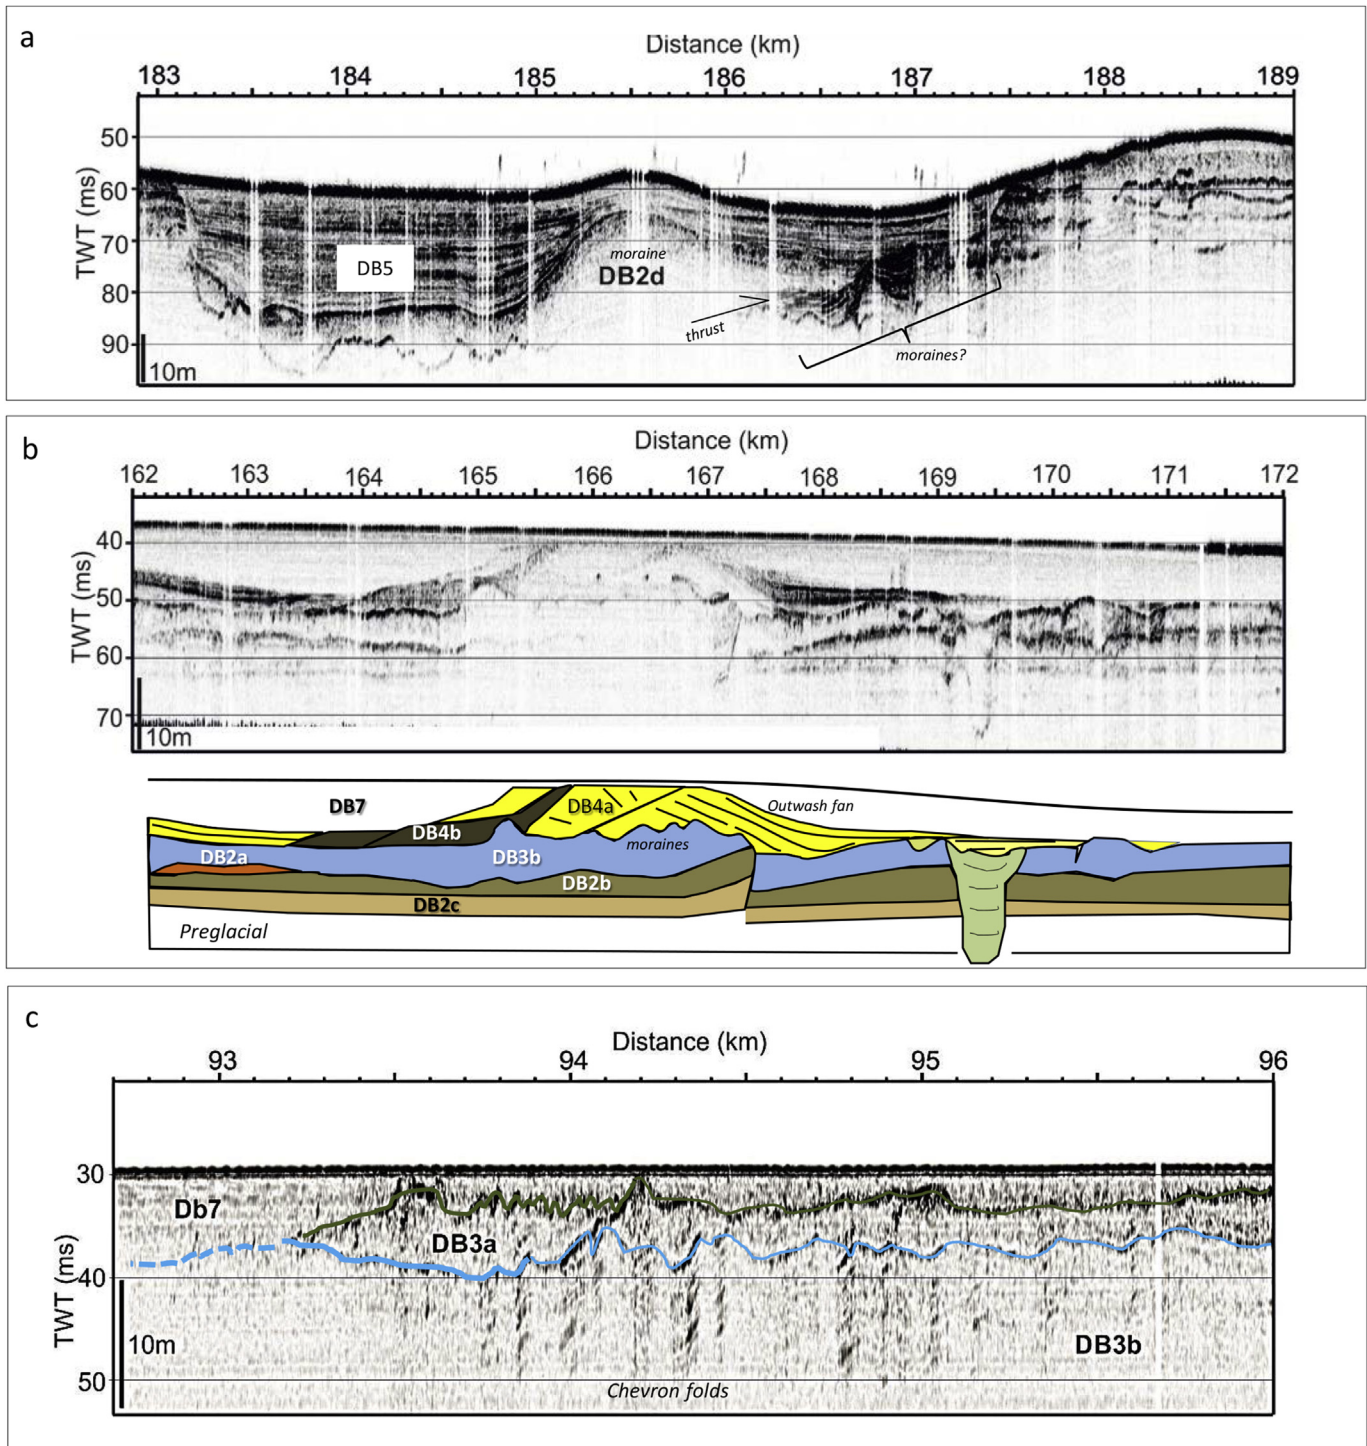 a
Distance (km)
183 184 185 186 187 188 189
TWT (ms)
50
60
70
80
90
10m
DB5
moraine
DB2d
thrust
moraines?
b
Distance (km)
162 163 164 165 166 167 168 169 170 171 172
TWT (ms)
40
50
60
70
10m
DB7
DB4a
Outwash fan
DB4b
moraines
DB2a
DB3b
DB2b
DB2c
Preglacial
c
Distance (km)
93 94 95 96
TWT (ms)
30
40
50
Db7
DB3a
10m
DB3b
Chevron folds